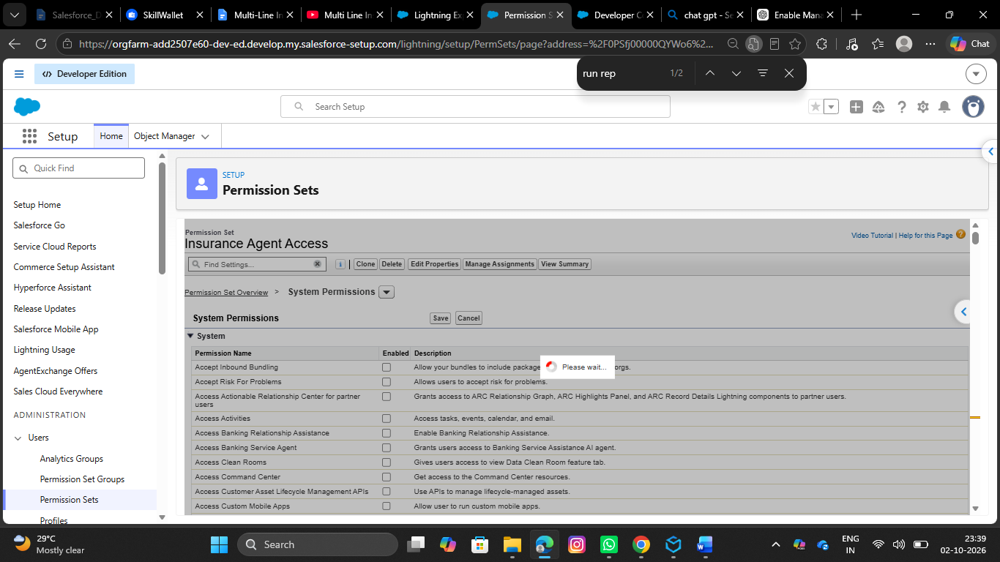 Salesforce_D
SkillWallet
Multi-Line In
Multi Line In
Lightning Ex
Permission S
Developer C
chat gpt - Se
Enable Mana
https://orgfarm-add2507e60-dev-ed.develop.my.salesforce-setup.com/lightning/setup/PermSets/page?address=%2F0PSfj00000QYWo6%2...
Chat
Developer Edition
run rep
1/2
Search Setup
Setup
Home
Object Manager
Quick Find
Setup Home
Salesforce Go
Service Cloud Reports
Commerce Setup Assistant
Hyperforce Assistant
Release Updates
Salesforce Mobile App
Lightning Usage
AgentExchange Offers
Sales Cloud Everywhere
ADMINISTRATION
Users
Analytics Groups
Permission Set Groups
Permission Sets
Profiles
SETUP
Permission Sets
Permission Set
Insurance Agent Access
Video Tutorial | Help for this Page
Find Settings...
Clone
Delete
Edit Properties
Manage Assignments
View Summary
Permission Set Overview > System Permissions
System Permissions
Save
Cancel
System
Permission Name Enabled Description
Accept Inbound Bundling Allow your bundles to include package orgs.
Please wait...
Accept Risk For Problems Allows users to accept risk for problems.
Access Actionable Relationship Center for partner users Grants access to ARC Relationship Graph, ARC Highlights Panel, and ARC Record Details Lightning components to partner users.
Access Activities Access tasks, events, calendar, and email.
Access Banking Relationship Assistance Enable Banking Relationship Assistance.
Access Banking Service Agent Grants users access to Banking Service Assistance AI agent.
Access Clean Rooms Gives users access to view Data Clean Room feature tab.
Access Command Center Get access to the Command Center resources.
Access Customer Asset Lifecycle Management APIs Use APIs to manage lifecycle-managed assets.
Access Custom Mobile Apps Allow user to run custom mobile apps.
29°C
Mostly clear
Search
ENG
IN
23:39
02-10-2026